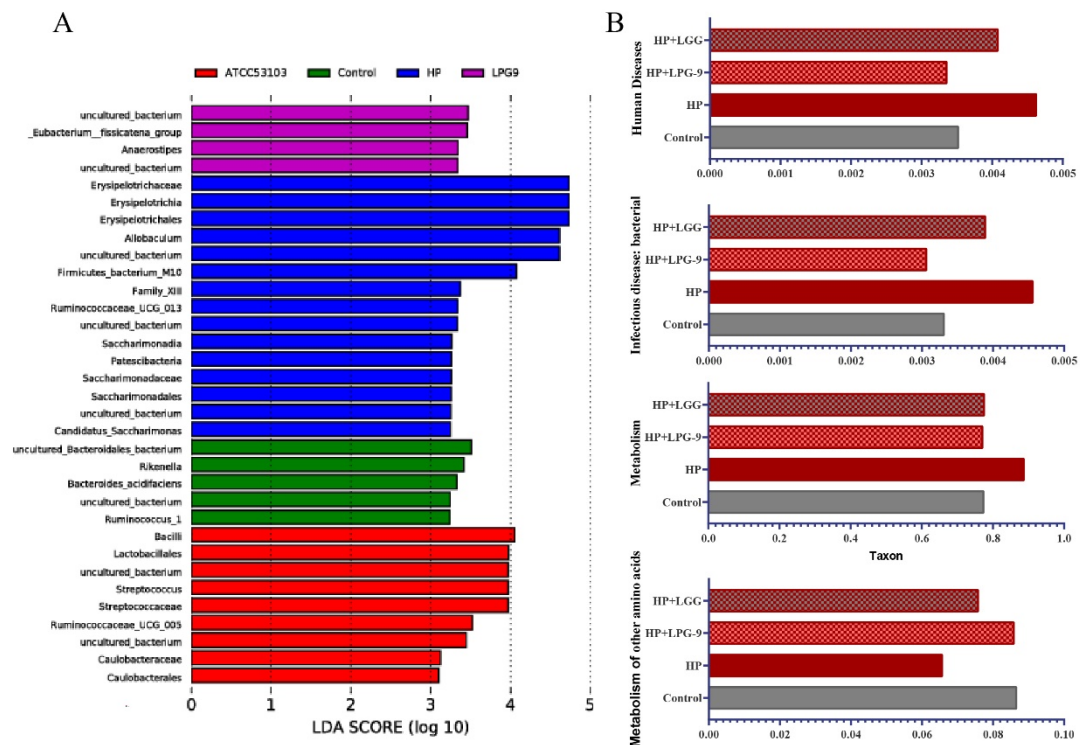 A
ATCC53103 Control HP LPG9
uncultured_bacterium
_Eubacterium__fissicatena_group
Anaerostipes
uncultured_bacterium
Erysipelotrichaceae
Erysipelotrichia
Erysipelotrichales
Allobaculum
uncultured_bacterium
Firmicutes_bacterium_M10
Family_XIII
Ruminococcaceae_UCG_013
uncultured_bacterium
Saccharimonadia
Patescibacteria
Saccharimonadaceae
Saccharimonadales
uncultured_bacterium
Candidatus_Saccharimonas
uncultured_Bacteroidales_bacterium
Rikenella
Bacteroides_acidifaciens
uncultured_bacterium
Ruminococcus_1
Bacilli
Lactobacillales
uncultured_bacterium
Streptococcus
Streptococcaceae
Ruminococcaceae_UCG_005
uncultured_bacterium
Caulobacteraceae
Caulobacterales
0 1 2 3 4 5
LDA SCORE (log 10)
B
Human Diseases
HP+LGG
HP+LPG-9
HP
Control
0.000 0.001 0.002 0.003 0.004 0.005
Infectious disease: bacterial
HP+LGG
HP+LPG-9
HP
Control
0.000 0.001 0.002 0.003 0.004 0.005
Metabolism
HP+LGG
HP+LPG-9
HP
Control
0.0 0.2 0.4 0.6 0.8 1.0
Taxon
Metabolism of other amino acids
HP+LGG
HP+LPG-9
HP
Control
0.00 0.02 0.04 0.06 0.08 0.10